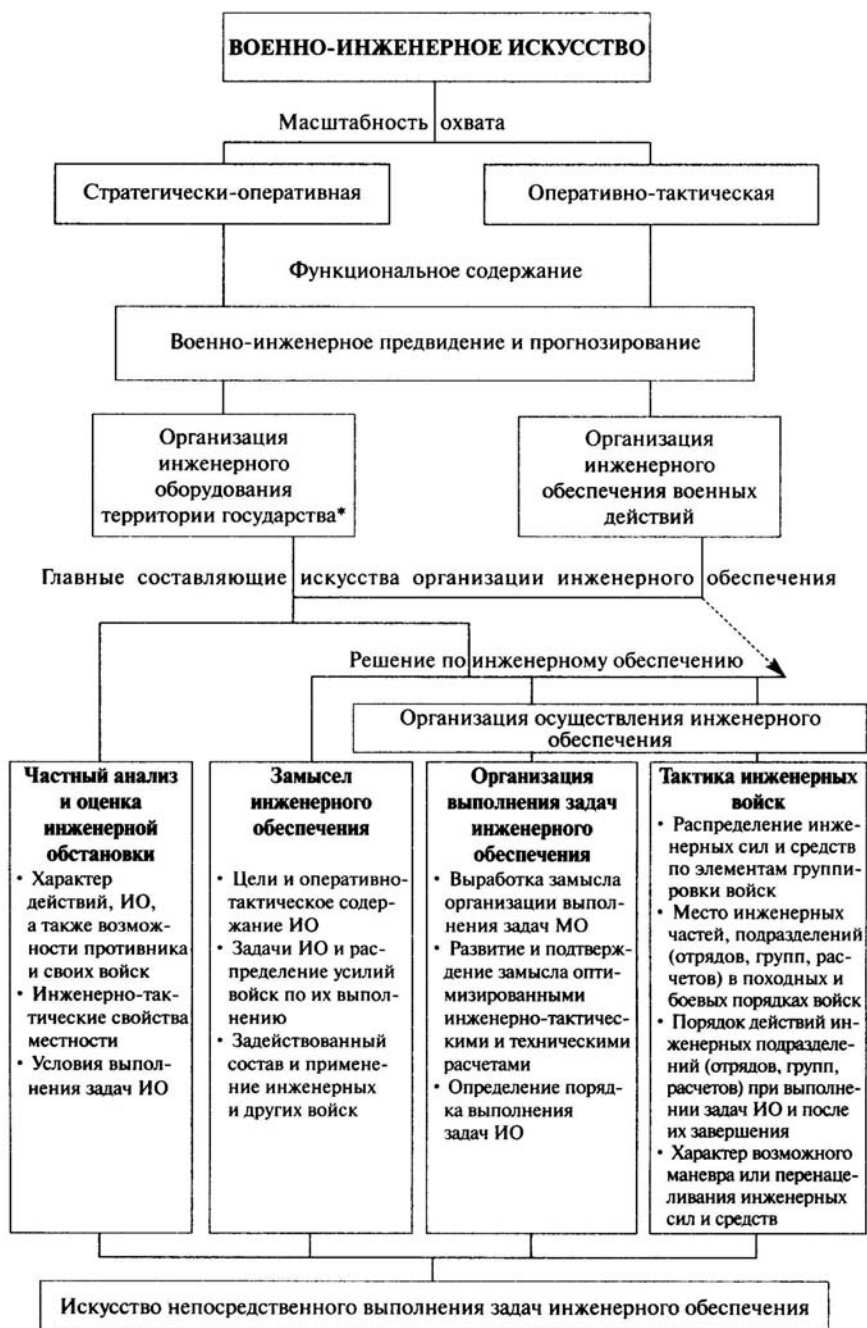 ВОЕННО-ИНЖЕНЕРНОЕ ИСКУССТВО
Масштабность охвата
Стратегически-оперативная
Оперативно-тактическая
Функциональное содержание
Военно-инженерное предвидение и прогнозирование
Организация
инженерного
оборудования
территории государства*
Организация
инженерного
обеспечения военных
действий
Главные составляющие искусства организации инженерного обеспечения
Решение по инженерному обеспечению
Организация осуществления инженерного
обеспечения
Частный анализ
и оценка
инженерной
обстановки
• Характер
действий, ИО,
а также возмож-
ности противника
и своих войск
• Инженерно-так-
тические свойства
местности
• Условия выпол-
нения задач ИО
Замысел
инженерного
обеспечения
• Цели и оперативно-
тактическое содер-
жание ИО
• Задачи ИО и рас-
пределение усилий
войск по их выпол-
нению
• Задействованный
состав и примене-
ние инженерных
и других войск
Организация
выполнения задач
инженерного
обеспечения
• Выработка замысла
организации выполне-
ния задач МО
• Развитие и подтверж-
дение замысла опти-
мизированными
инженерно-тактичес-
кими и техническими
расчетами
• Определение поряд-
ка выполнения
задач ИО
Тактика инженерных
войск
• Распределение инже-
нерных сил и средств
по элементам группи-
ровки войск
• Место инженерных
частей, подразделений
(отрядов, групп, рас-
четов) в походных и
боевых порядках войск
• Порядок действий ин-
женерных подразделе-
ний (отрядов, групп,
расчетов) при выполне-
нии задач ИО и после
их завершения
• Характер возможного
маневра или перенаце-
ливания инженерных
сил и средств
Искусство непосредственного выполнения задач инженерного обеспечения